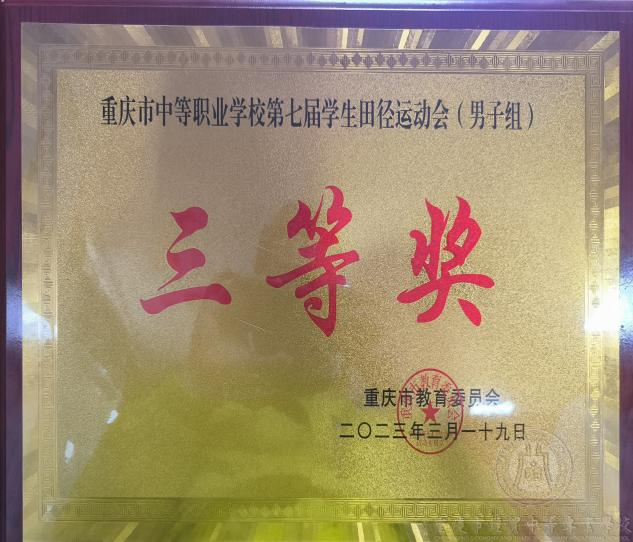 重庆市中等职业学校第七届学生田径运动会（男子组）
三等奖
重庆市教育委员会
二〇二三年三月一十九日